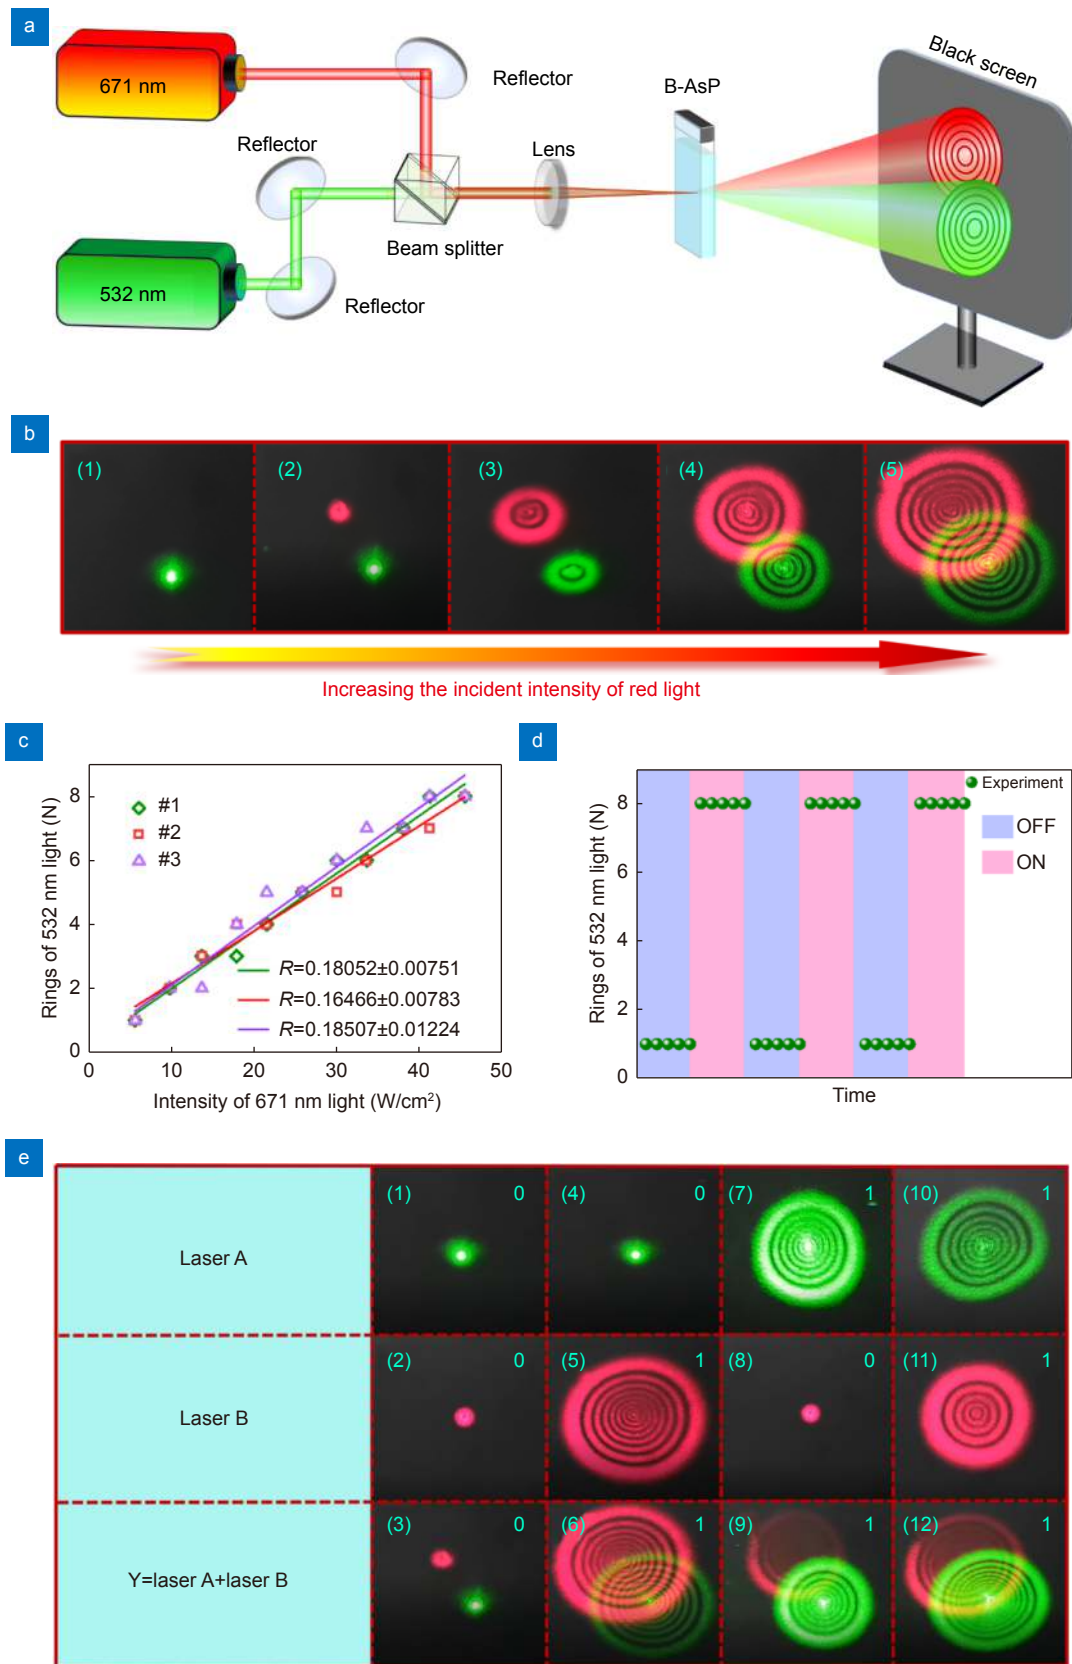 a
671 nm
Reflector
Black screen
B-AsP
Reflector
Lens
Beam splitter
532 nm
Reflector
b
(1)
(2)
(3)
(4)
(5)
Increasing the incident intensity of red light
c
Rings of 532 nm light (N)
8
6
4
2
0
#1
#2
#3
R=0.18052±0.00751
R=0.16466±0.00783
R=0.18507±0.01224
0 10 20 30 40 50
Intensity of 671 nm light (W/cm²)
d
Rings of 532 nm light (N)
8
6
4
2
0
Experiment
OFF
ON
Time
e
Laser A
(1) 0
(4) 0
(7) 1
(10) 1
Laser B
(2) 0
(5) 1
(8) 0
(11) 1
Y=laser A+laser B
(3) 0
(6) 1
(9) 1
(12) 1